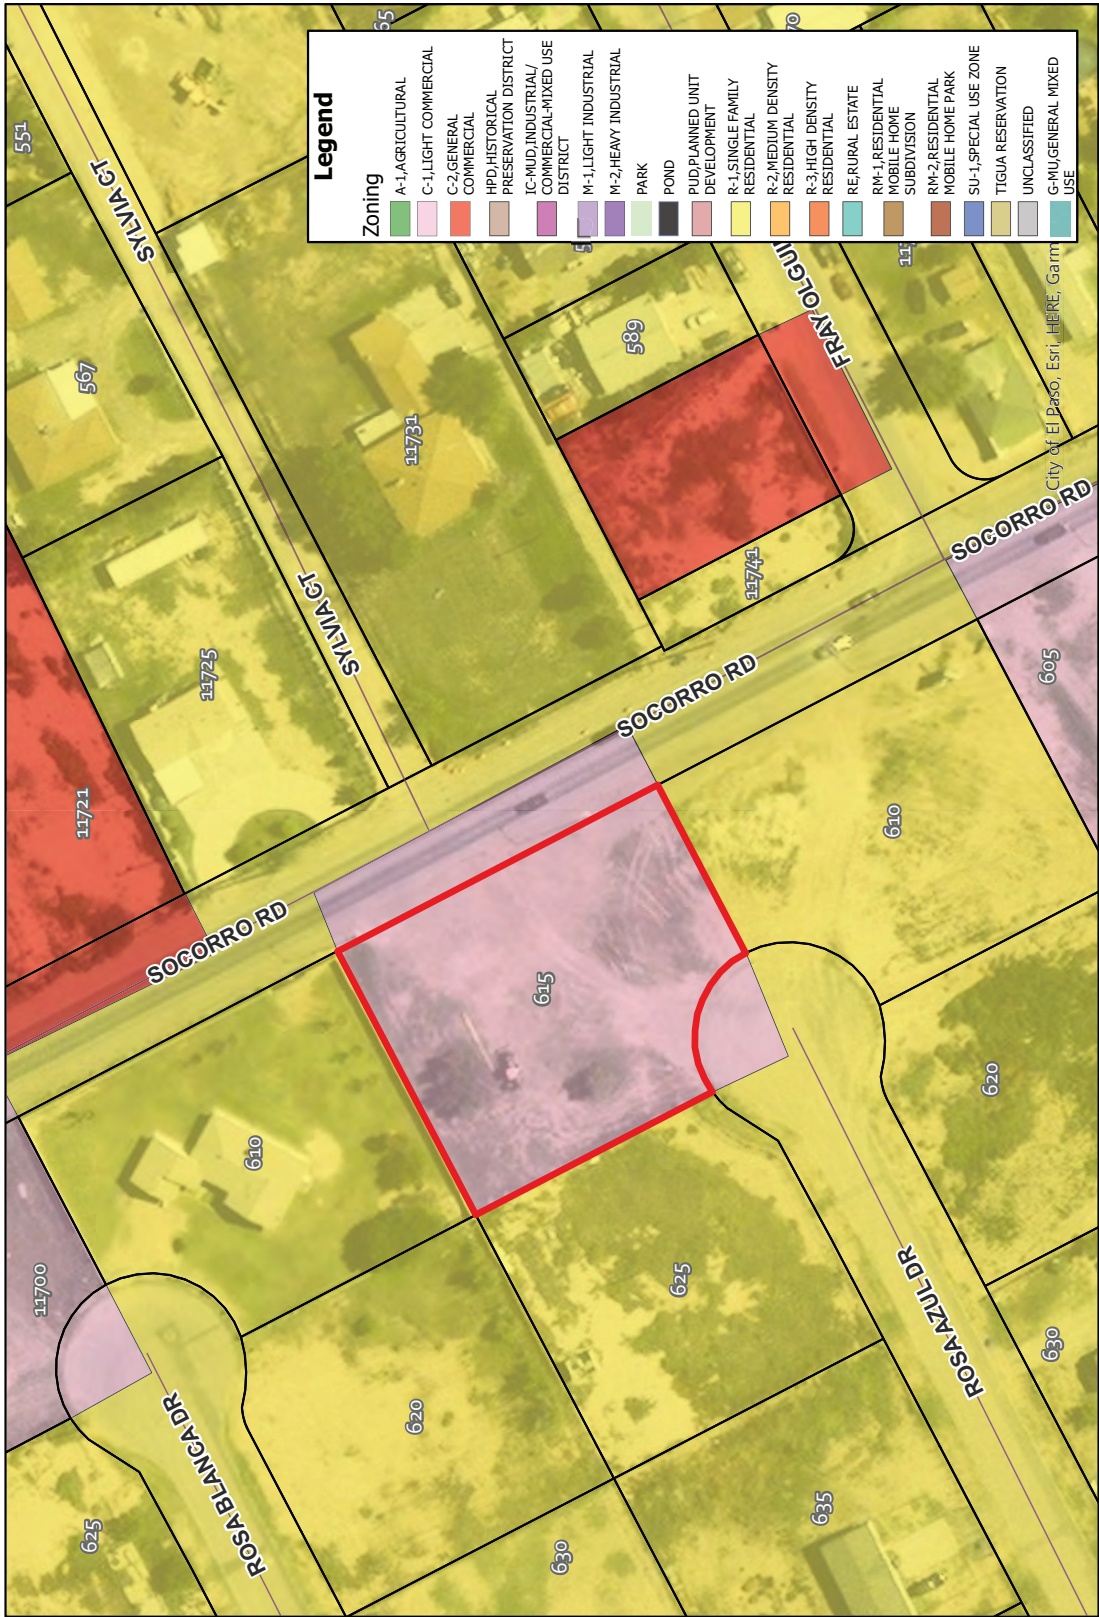 Legend
Zoning
A-1,AGRICULTURAL
C-1,LIGHT COMMERCIAL
C-2,GENERAL
COMMERCIAL
HPD,HISTORICAL
PRESERVATION DISTRICT
IC-MUD,INDUSTRIAL/
COMMERCIAL-MIXED USE
DISTRICT
M-1,LIGHT INDUSTRIAL
M-2,HEAVY INDUSTRIAL
PARK
POND
PUD,PLANNED UNIT
DEVELOPMENT
R-1,SINGLE FAMILY
RESIDENTIAL
R-2,MEDIUM DENSITY
RESIDENTIAL
R-3,HIGH DENSITY
RESIDENTIAL
RE,RURAL ESTATE
RM-1,RESIDENTIAL
MOBILE HOME
SUBDIVISION
RM-2,RESIDENTIAL
MOBILE HOME PARK
SU-1,SPECIAL USE ZONE
TIGUA RESERVATION
UNCLASSIFIED
G-MU,GENERAL MIXED
USE
551
SYLVIA CT
567
11731
589
FRAY OLGUI
City of El Paso, Esri, HERE, Garm
SYLVIA CT
11725
11741
SOCORRO RD
11721
SOCORRO RD
605
SOCORRO RD
615
610
610
620
11700
625
ROSA AZUL DR
630
ROSA BLANCA DR
620
625
630
635